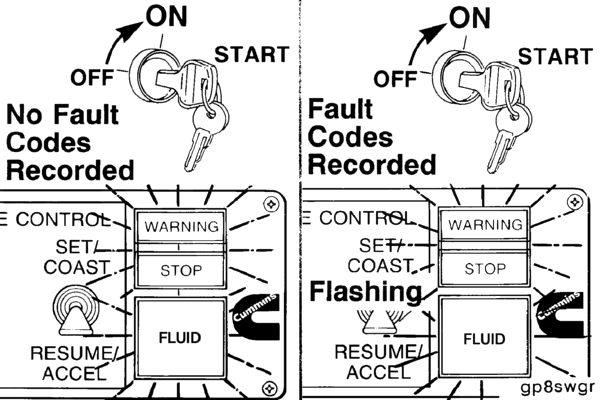 ON
START
OFF
No Fault
Codes
Recorded
E CONTROL
WARNING
SET/
COAST
STOP
Cummins
FLUID
RESUME/
ACCEL
ON
START
OFF
Fault
Codes
Recorded
E CONTROL
WARNING
SET/
COAST
STOP
Flashing
Cummins
FLUID
RESUME/
ACCEL
gp8swgr